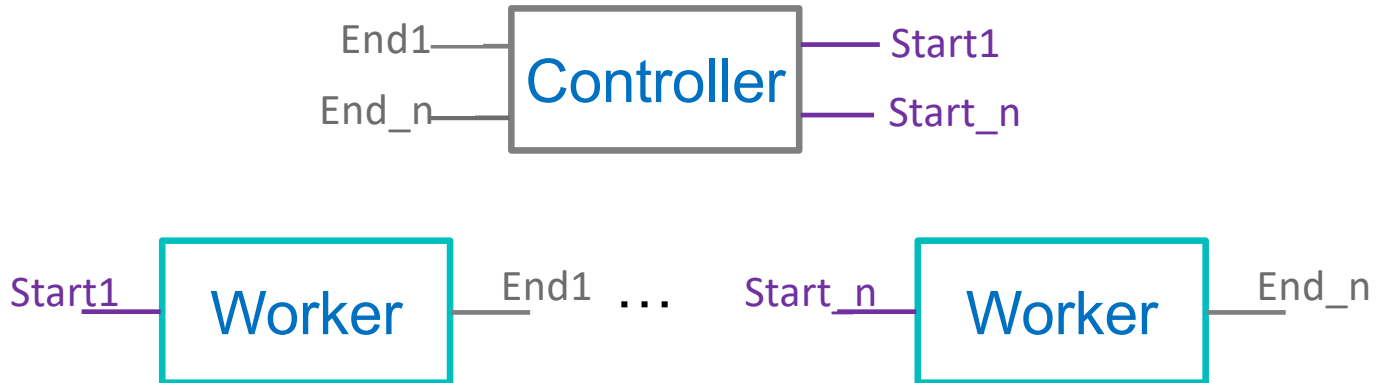 End1
Controller
Start1
End_n
Start_n
Start1
Worker
End1
...
Start_n
Worker
End_n